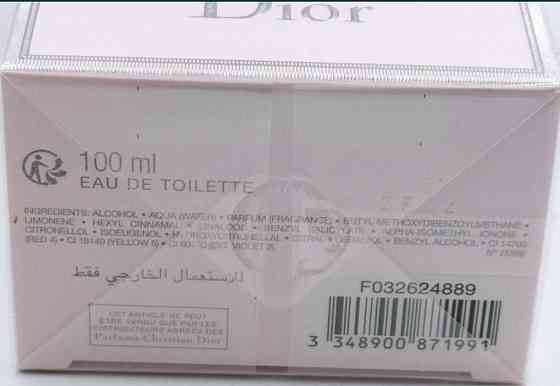 Dior
100 ml
EAU DE TOILETTE
INGREDIENTS: ALCOHOL • AQUA (WATER) • PARFUM (FRAGRANCE) • BUTYL METHOXYDIBENZOYLMETHANE •
LIMONENE • HEXYL CINNAMAL • LINALOOL • BENZYL SALICYLATE • ALPHA-ISOMETHYL IONONE •
CITRONELLOL • ISOEUGENOL • HYDROXYCITRONELLAL • CITRAL • GERANIOL • BENZYL ALCOHOL • CI 14700
(RED 4) • CI 19140 (YELLOW 5) • CI 60730 (EXT. VIOLET 2)
للاستعمال الخارجي فقط
CET ARTICLE NE PEUT
ÊTRE VENDU QUE PAR LES
DISTRIBUTEURS AGRÉÉS DES
Parfums Christian Dior
F032624889
3 348900 871991